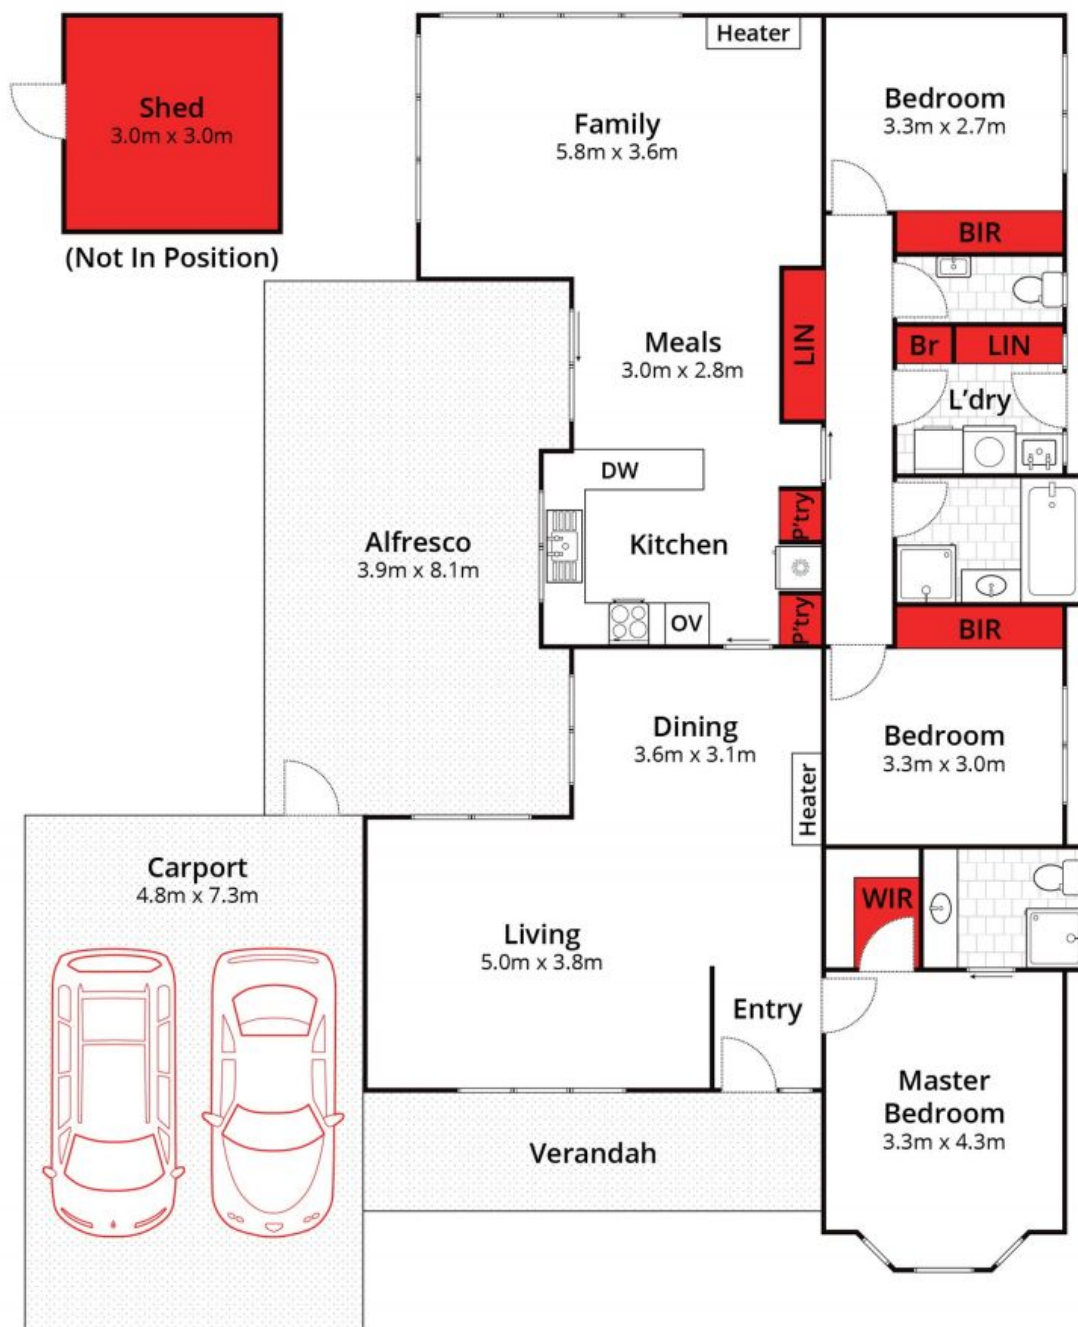 Shed
3.0m x 3.0m
(Not In Position)
Heater
Family
5.8m x 3.6m
Bedroom
3.3m x 2.7m
BIR
Meals
3.0m x 2.8m
LIN
Br
LIN
L'dry
DW
Kitchen
P'try
P'try
OV
Alfresco
3.9m x 8.1m
BIR
Dining
3.6m x 3.1m
Heater
Bedroom
3.3m x 3.0m
Carport
4.8m x 7.3m
WIR
Living
5.0m x 3.8m
Entry
Master
Bedroom
3.3m x 4.3m
Verandah